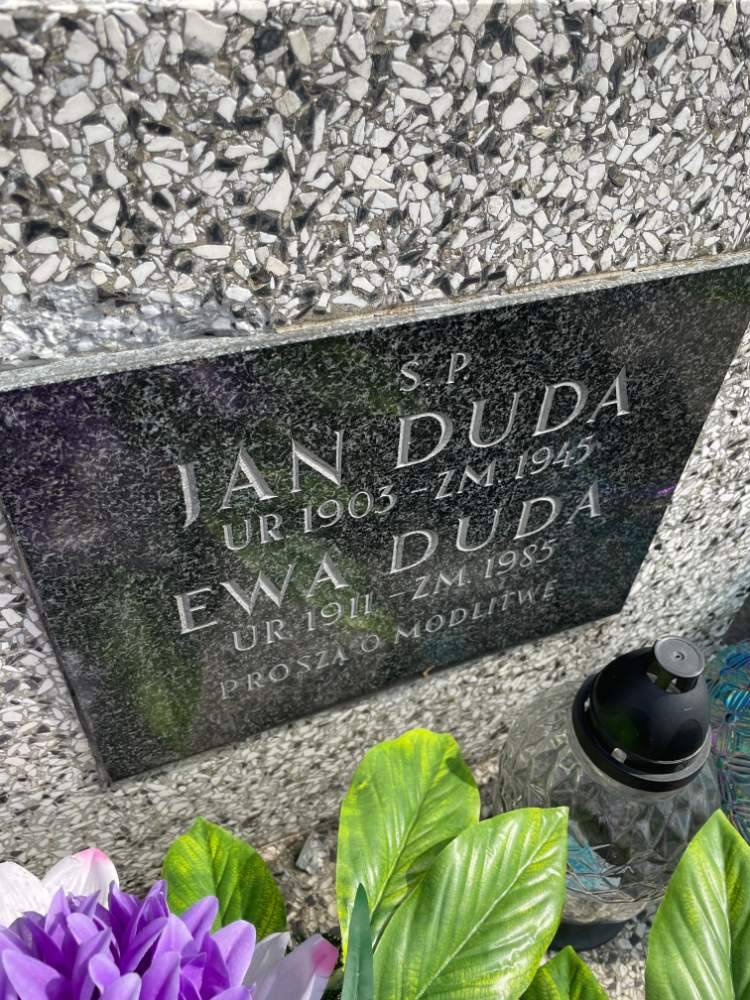 Ś. P.
JAN DUDA
UR 1903 - ZM. 1945
EWA DUDA
UR 1911 - ZM. 1985
PROSZĄ O MODLITWĘ